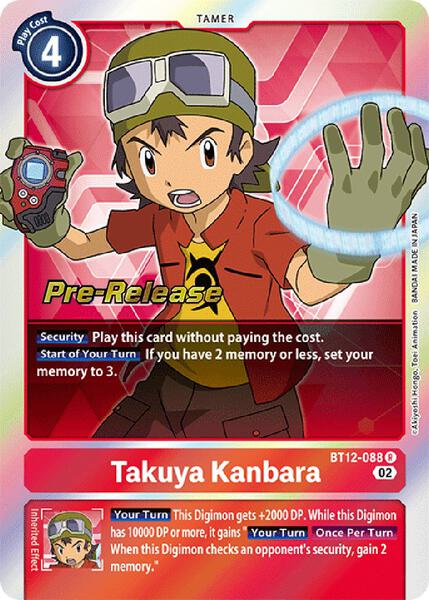 TAMER
Play Cost
4
Pre-Release
Security Play this card without paying the cost.
Start of Your Turn If you have 2 memory or less, set your
memory to 3.
©Akiyoshi Hongo, Toei Animation BANDAI MADE IN JAPAN
BT12-088 R
Takuya Kanbara
02
Inherited Effect
Your Turn This Digimon gets +2000 DP. While this Digimon
has 10000 DP or more, it gains " Your Turn Once Per Turn
When this Digimon checks an opponent's security, gain 2
memory."